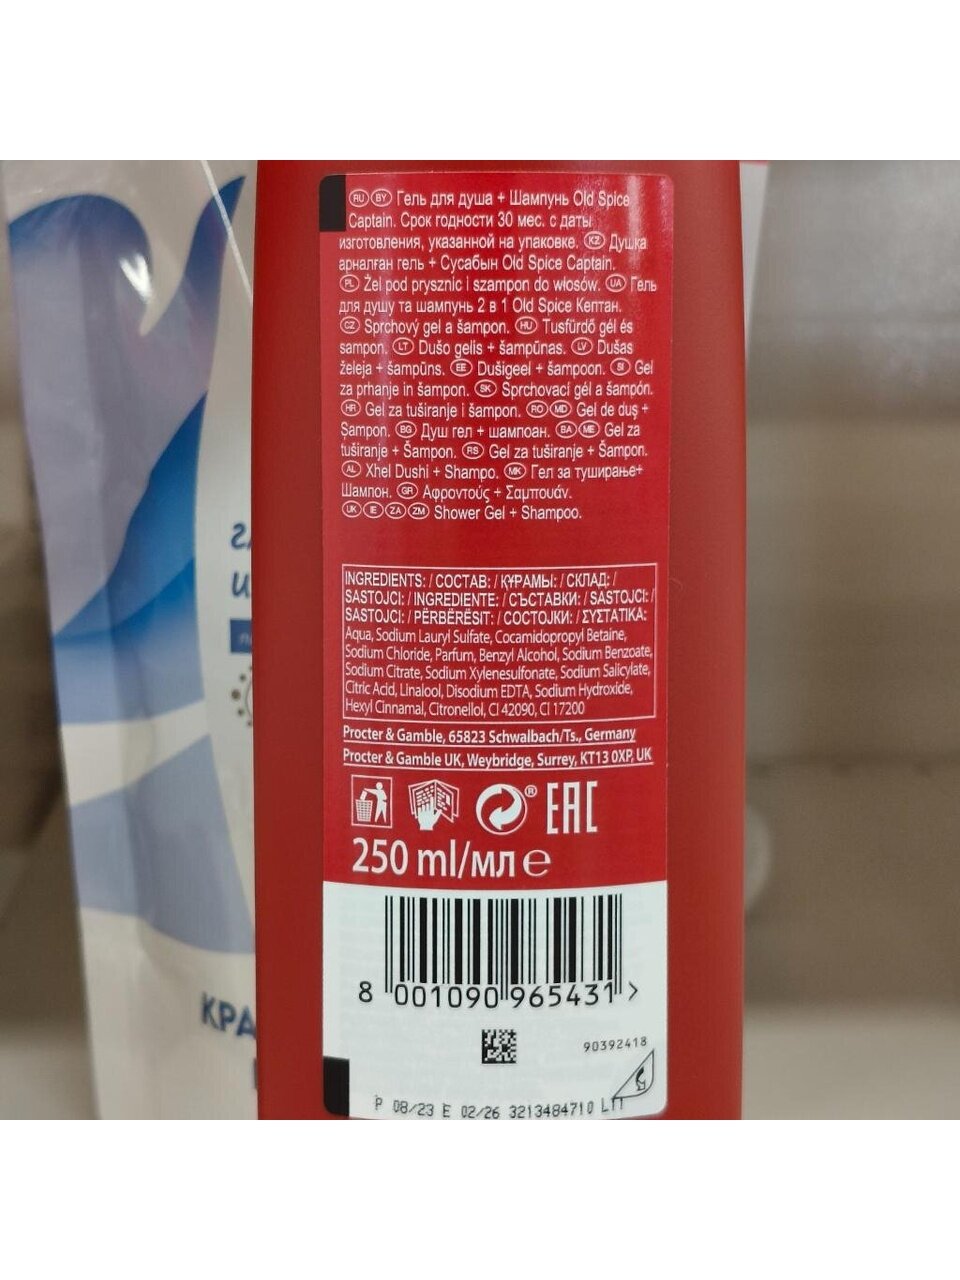 RU BY Гель для душа + Шампунь Old Spice
Captain. Срок годности 30 мес. с даты
изготовления, указанной на упаковке. KZ Душқа
арналған гель + Сусабын Old Spice Captain.
PL Żel pod prysznic i szampon do włosów. UA Гель
для душу та шампунь 2 в 1 Old Spice Кептан.
CZ Sprchový gel a šampon. HU Tusfürdő gél és
sampon. LT Dušo gelis + šampūnas. LV Dušas
želeja + šampūns. EE Dušigeel + šampoon. SI Gel
za prhanje in šampon. SK Sprchovací gél a šampón.
HR Gel za tuširanje i šampon. RO MD Gel de duş +
Şampon. BG Душ гел + шампоан. BA ME Gel za
tuširanje + Šampon. RS Gel za tuširanje + Šampon.
AL Xhel Dushi + Shampo. MK Гел за туширање+
Шампон. GR Αφροντούς + Σαμπουάν.
UK IE ZA ZM Shower Gel + Shampoo.
INGREDIENTS: / СОСТАВ: / ҚҰРАМЫ: / СКЛАД: /
SASTOJCI: / INGREDIENTE: / СЪСТАВКИ: / SASTOJCI: /
SASTOJCI: / PËRBËRËSIT: / СОСТОЈКИ: / ΣΥΣΤΑΤΙΚΑ:
Aqua, Sodium Lauryl Sulfate, Cocamidopropyl Betaine,
Sodium Chloride, Parfum, Benzyl Alcohol, Sodium Benzoate,
Sodium Citrate, Sodium Xylenesulfonate, Sodium Salicylate,
Citric Acid, Linalool, Disodium EDTA, Sodium Hydroxide,
Hexyl Cinnamal, Citronellol, CI 42090, CI 17200
Procter & Gamble, 65823 Schwalbach/Ts., Germany
Procter & Gamble UK, Weybridge, Surrey, KT13 0XP, UK
® EAC
250 ml/мл e
8 001090 965431 >
90392418
P 08/23 E 02/26 3213484710
КРА